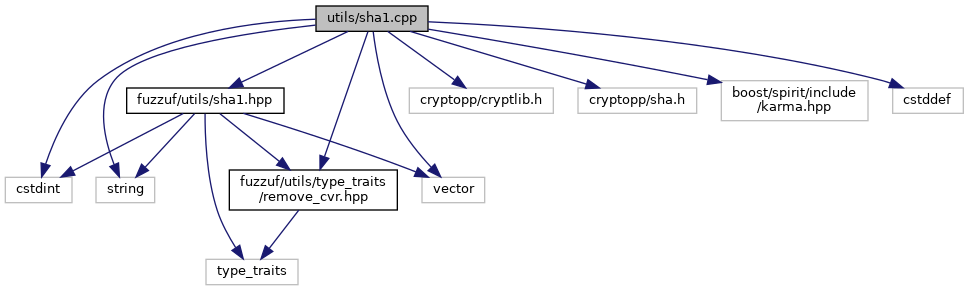 utils/sha1.cpp
fuzzuf/utils/sha1.hpp
cryptopp/cryptlib.h
cryptopp/sha.h
boost/spirit/include
/karma.hpp
cstddef
cstdint
string
fuzzuf/utils/type_traits
/remove_cvr.hpp
vector
type_traits